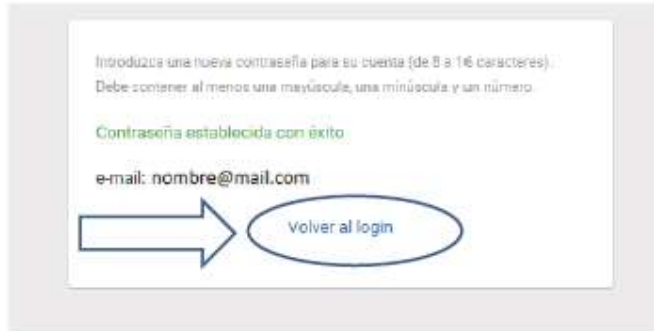 Introduzca una nueva contraseña para su cuenta (de 8 a 16 caracteres).
Debe contener al menos una mayúscula, una minúscula y un número.
Contraseña establecida con éxito
e-mail: nombre@mail.com
Volver al login